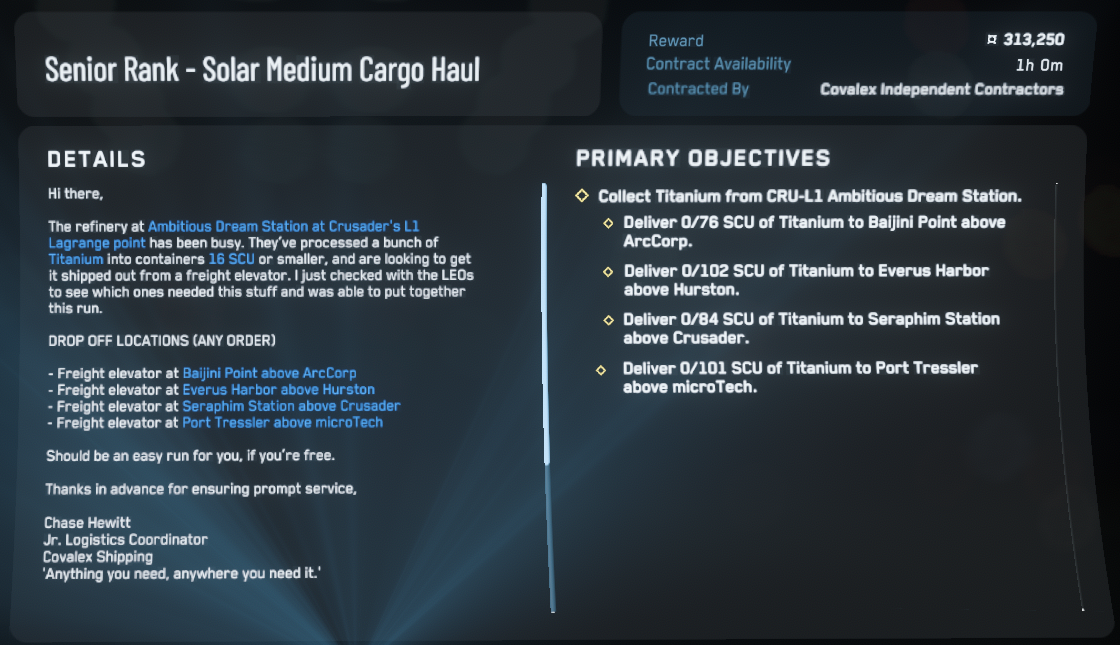 Senior Rank - Solar Medium Cargo Haul
Reward ¤ 313,250
Contract Availability 1h 0m
Contracted By Covalex Independent Contractors
DETAILS
Hi there,
The refinery at Ambitious Dream Station at Crusader's L1
Lagrange point has been busy. They've processed a bunch of
Titanium into containers 16 SCU or smaller, and are looking to get
it shipped out from a freight elevator. I just checked with the LEOs
to see which ones needed this stuff and was able to put together
this run.
DROP OFF LOCATIONS (ANY ORDER)
- Freight elevator at Baijini Point above ArcCorp
- Freight elevator at Everus Harbor above Hurston
- Freight elevator at Seraphim Station above Crusader
- Freight elevator at Port Tressler above microTech
Should be an easy run for you, if you're free.
Thanks in advance for ensuring prompt service,
Chase Hewitt
Jr. Logistics Coordinator
Covalex Shipping
'Anything you need, anywhere you need it.'
PRIMARY OBJECTIVES
Collect Titanium from CRU-L1 Ambitious Dream Station.
Deliver 0/76 SCU of Titanium to Baijini Point above
ArcCorp.
Deliver 0/102 SCU of Titanium to Everus Harbor
above Hurston.
Deliver 0/84 SCU of Titanium to Seraphim Station
above Crusader.
Deliver 0/101 SCU of Titanium to Port Tressler
above microTech.